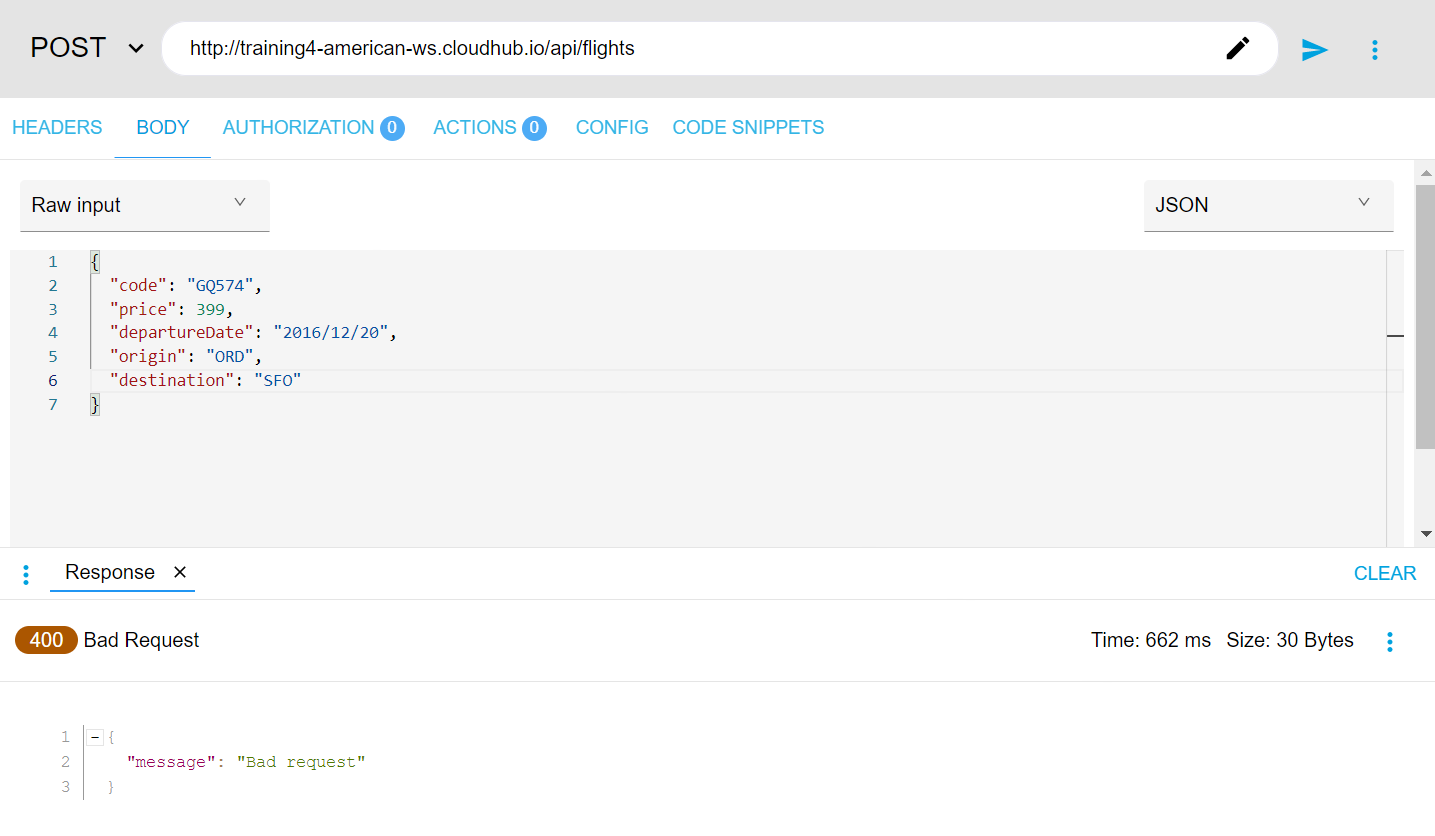 POST http://training4-american-ws.cloudhub.io/api/flights
HEADERS BODY AUTHORIZATION 0 ACTIONS 0 CONFIG CODE SNIPPETS
Raw input JSON
1 {
2 "code": "GQ574",
3 "price": 399,
4 "departureDate": "2016/12/20",
5 "origin": "ORD",
6 "destination": "SFO"
7 }
Response × CLEAR
400 Bad Request Time: 662 ms Size: 30 Bytes
1 {
2 "message": "Bad request"
3 }